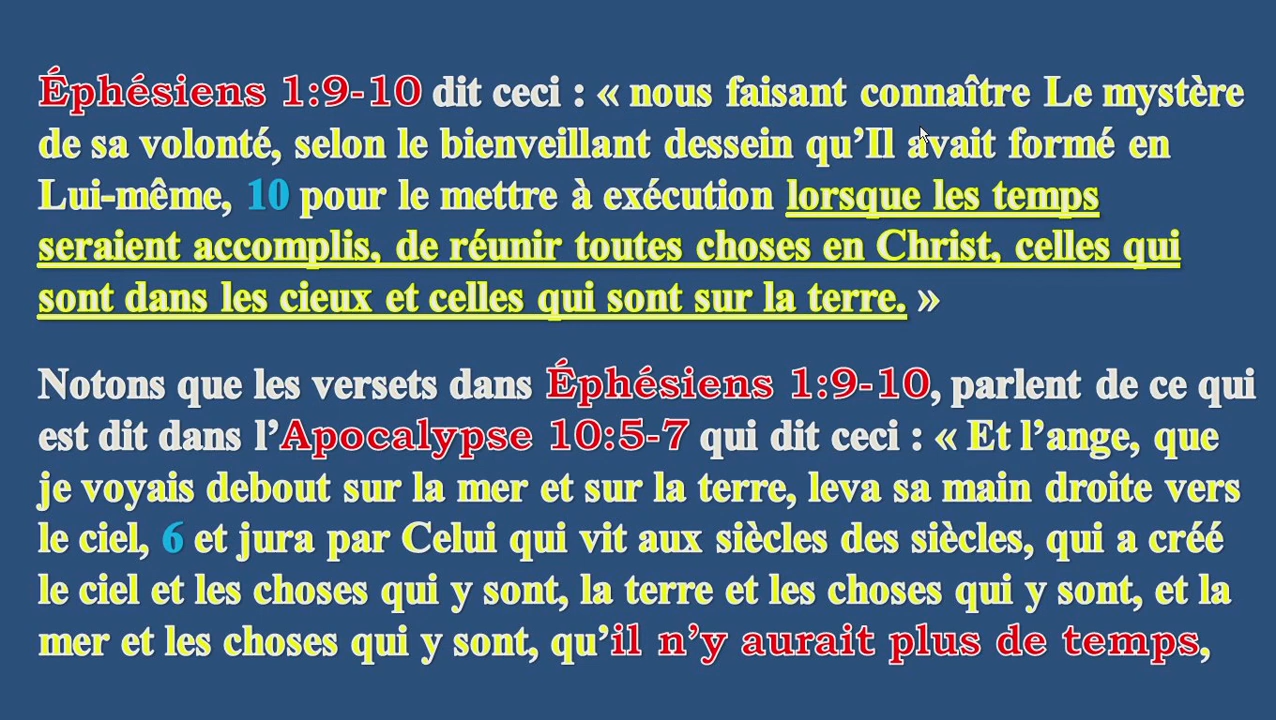 Éphésiens 1:9-10 dit ceci : « nous faisant connaître Le mystère
de sa volonté, selon le bienveillant dessein qu’Il avait formé en
Lui-même, 10 pour le mettre à exécution lorsque les temps
seraient accomplis, de réunir toutes choses en Christ, celles qui
sont dans les cieux et celles qui sont sur la terre. »
Notons que les versets dans Éphésiens 1:9-10, parlent de ce qui
est dit dans l’Apocalypse 10:5-7 qui dit ceci : « Et l’ange, que
je voyais debout sur la mer et sur la terre, leva sa main droite vers
le ciel, 6 et jura par Celui qui vit aux siècles des siècles, qui a créé
le ciel et les choses qui y sont, la terre et les choses qui y sont, et la
mer et les choses qui y sont, qu’il n’y aurait plus de temps,